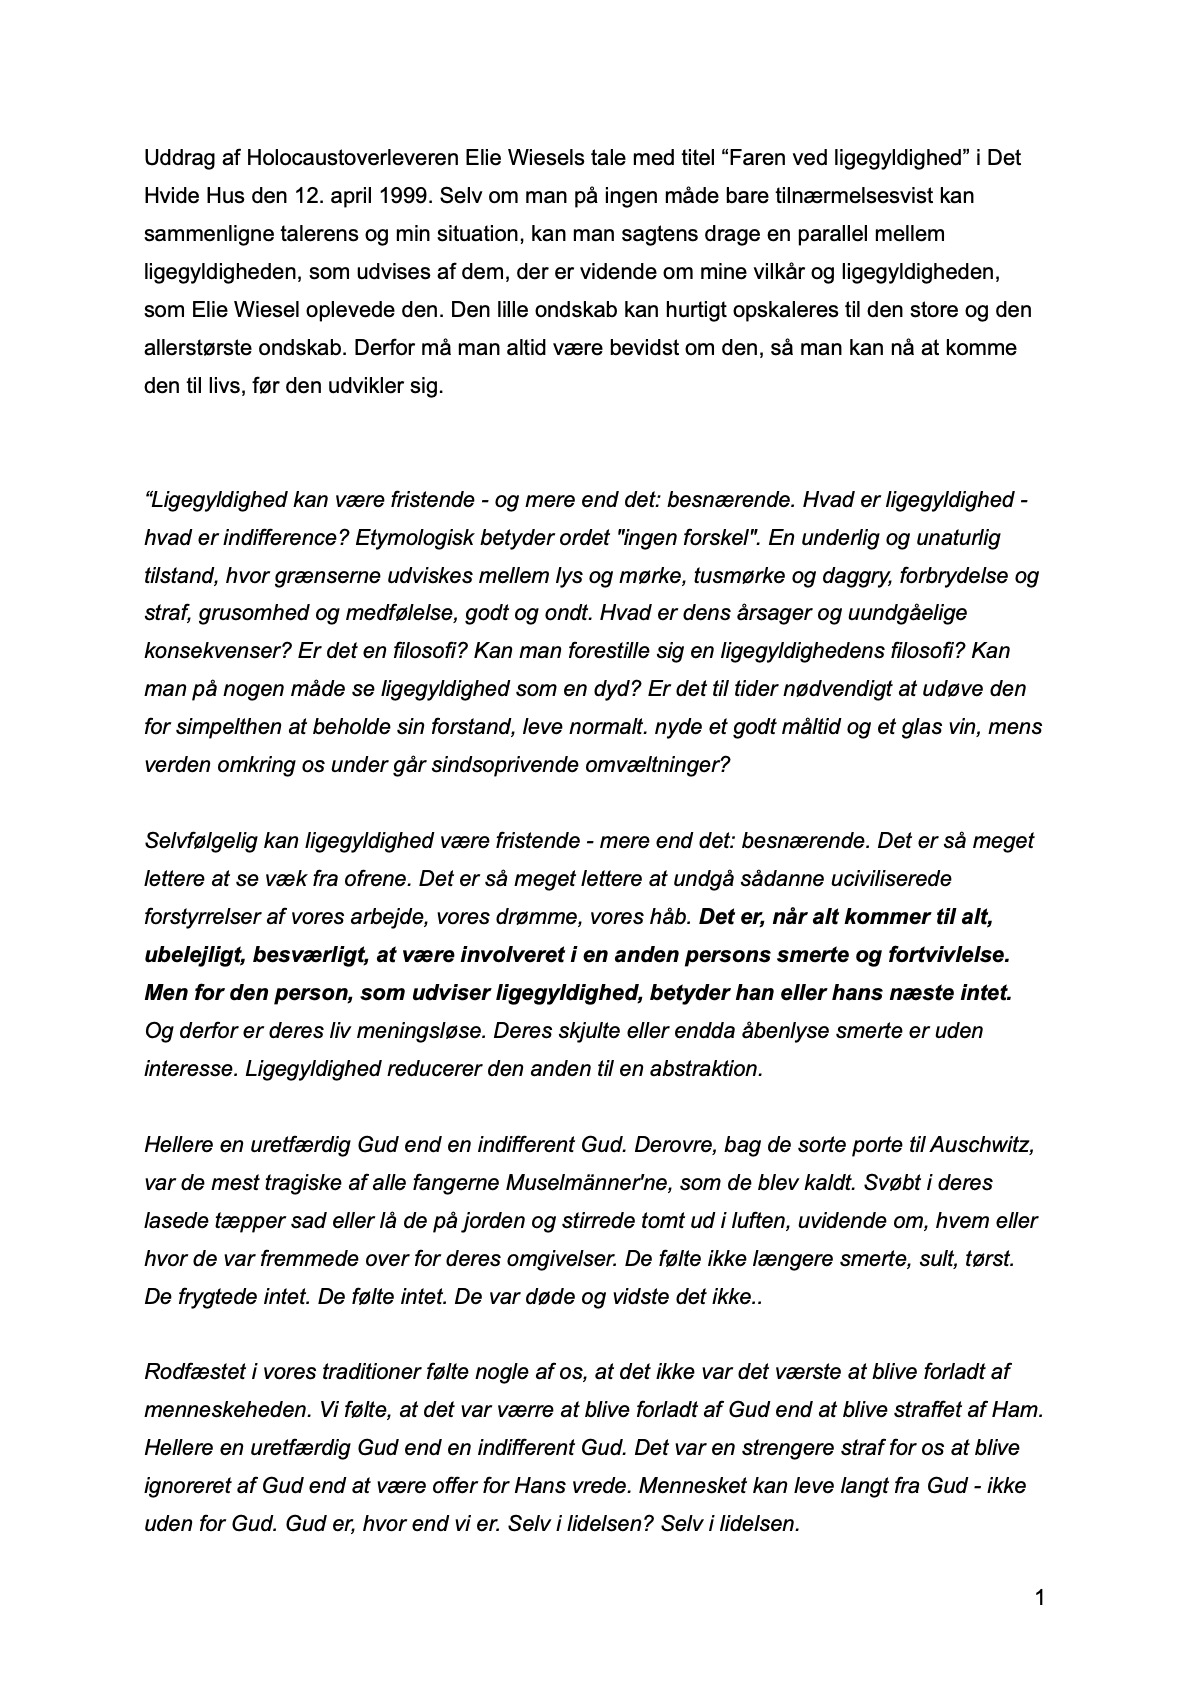 Uddrag af Holocaustoverleveren Elie Wiesels tale med titel “Faren ved ligegyldighed” i Det
Hvide Hus den 12. april 1999. Selv om man på ingen måde bare tilnærmelsesvist kan
sammenligne talerens og min situation, kan man sagtens drage en parallel mellem
ligegyldigheden, som udvises af dem, der er vidende om mine vilkår og ligegyldigheden,
som Elie Wiesel oplevede den. Den lille ondskab kan hurtigt opskaleres til den store og den
allerstørste ondskab. Derfor må man altid være bevidst om den, så man kan nå at komme
den til livs, før den udvikler sig.
“Ligegyldighed kan være fristende - og mere end det: besnærende. Hvad er ligegyldighed -
hvad er indifference? Etymologisk betyder ordet "ingen forskel". En underlig og unaturlig
tilstand, hvor grænserne udviskes mellem lys og mørke, tusmørke og daggry, forbrydelse og
straf, grusomhed og medfølelse, godt og ondt. Hvad er dens årsager og uundgåelige
konsekvenser? Er det en filosofi? Kan man forestille sig en ligegyldighedens filosofi? Kan
man på nogen måde se ligegyldighed som en dyd? Er det til tider nødvendigt at udøve den
for simpelthen at beholde sin forstand, leve normalt. nyde et godt måltid og et glas vin, mens
verden omkring os under går sindsoprivende omvæltninger?
Selvfølgelig kan ligegyldighed være fristende - mere end det: besnærende. Det er så meget
lettere at se væk fra ofrene. Det er så meget lettere at undgå sådanne uciviliserede
forstyrrelser af vores arbejde, vores drømme, vores håb. Det er, når alt kommer til alt,
ubelejligt, besværligt, at være involveret i en anden persons smerte og fortvivlelse.
Men for den person, som udviser ligegyldighed, betyder han eller hans næste intet.
Og derfor er deres liv meningsløse. Deres skjulte eller endda åbenlyse smerte er uden
interesse. Ligegyldighed reducerer den anden til en abstraktion.
Hellere en uretfærdig Gud end en indifferent Gud. Derovre, bag de sorte porte til Auschwitz,
var de mest tragiske af alle fangerne Muselmänner'ne, som de blev kaldt. Svøbt i deres
lasede tæpper sad eller lå de på jorden og stirrede tomt ud i luften, uvidende om, hvem eller
hvor de var fremmede over for deres omgivelser. De følte ikke længere smerte, sult, tørst.
De frygtede intet. De følte intet. De var døde og vidste det ikke..
Rodfæstet i vores traditioner følte nogle af os, at det ikke var det værste at blive forladt af
menneskeheden. Vi følte, at det var værre at blive forladt af Gud end at blive straffet af Ham.
Hellere en uretfærdig Gud end en indifferent Gud. Det var en strengere straf for os at blive
ignoreret af Gud end at være offer for Hans vrede. Mennesket kan leve langt fra Gud - ikke
uden for Gud. Gud er, hvor end vi er. Selv i lidelsen? Selv i lidelsen.
1